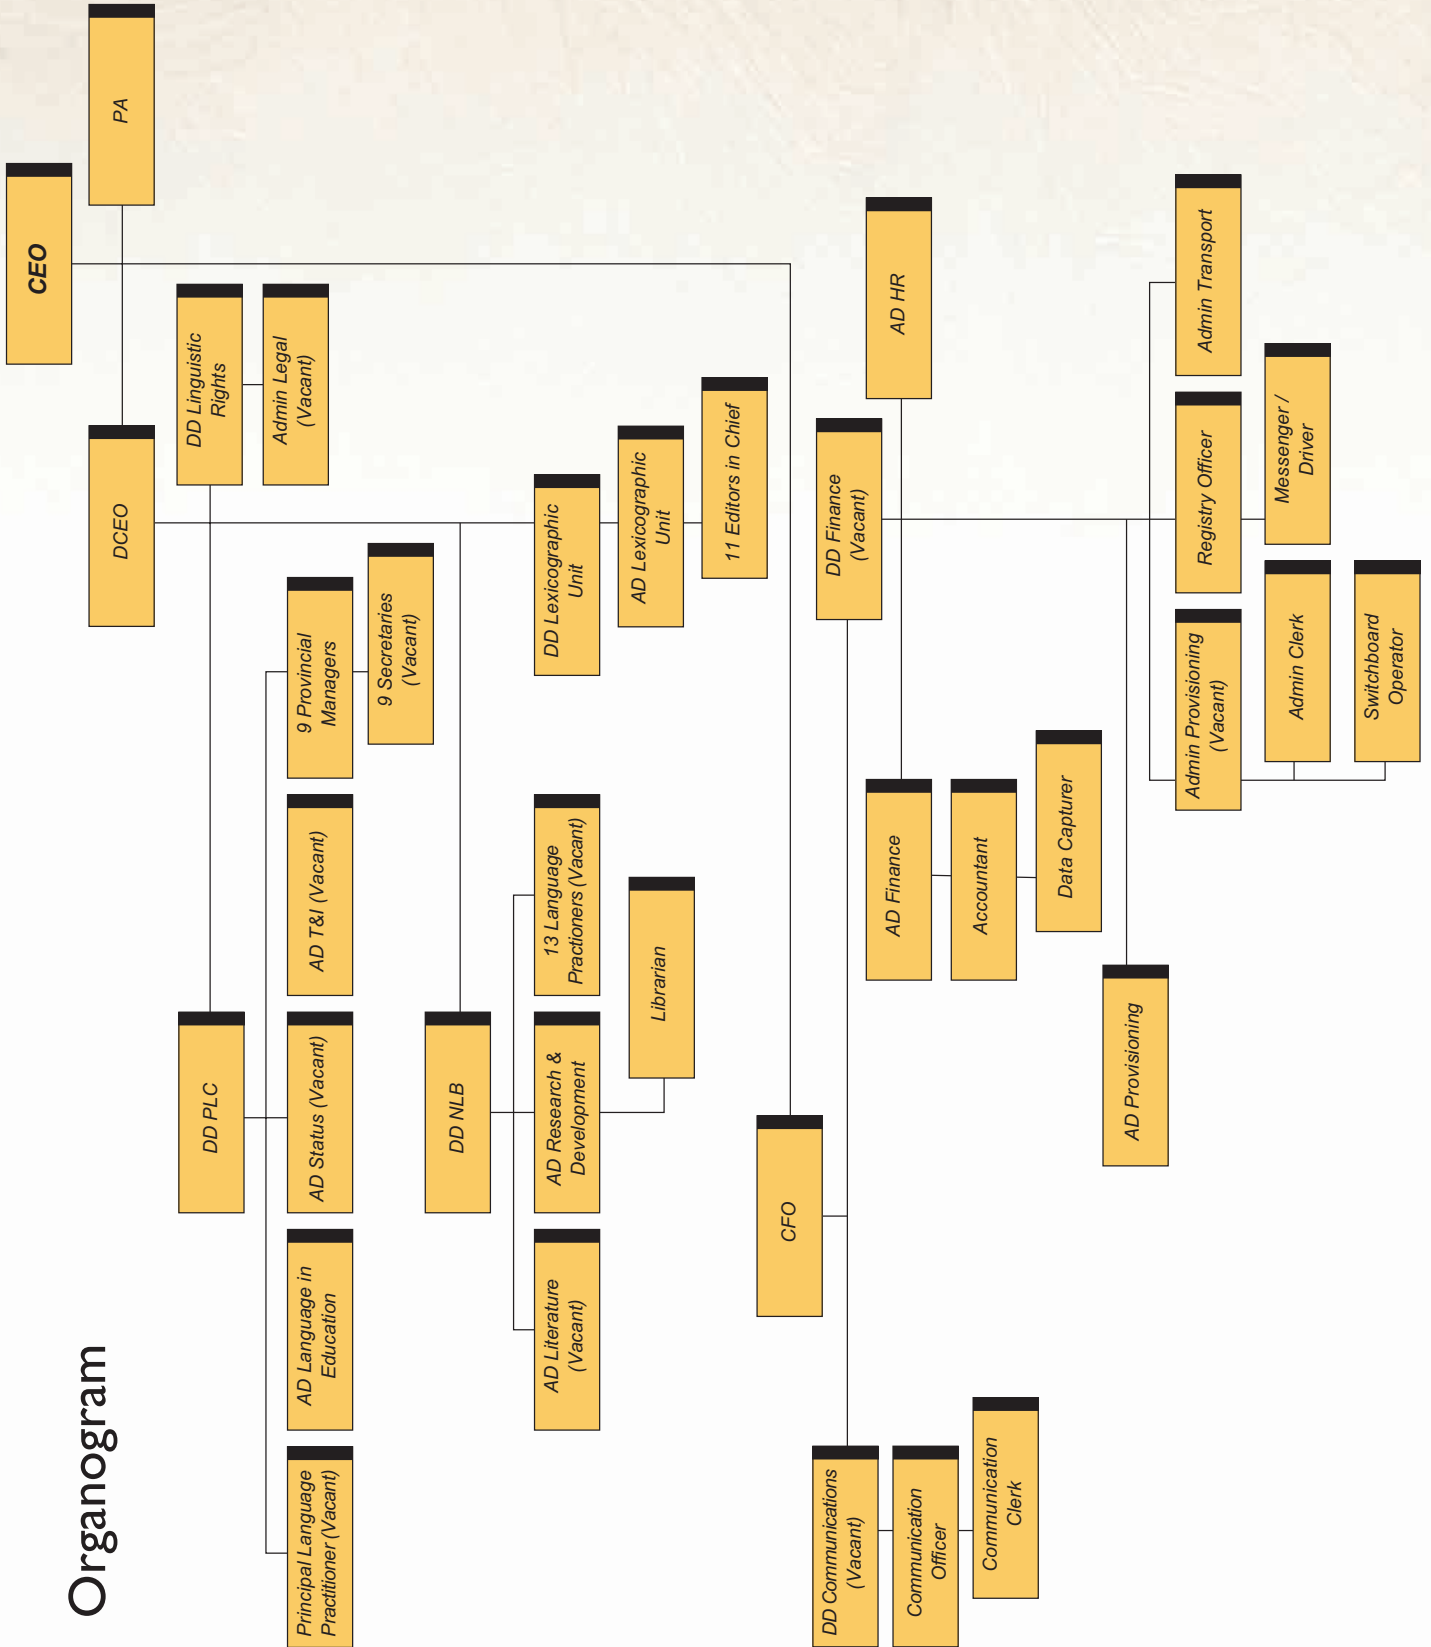 Organogram
CEO
PA
DCEO
DD Linguistic
Rights
Admin Legal
(Vacant)
DD PLC
Principal Language
Practitioner (Vacant)
AD Language in
Education
AD Status (Vacant)
AD T&I (Vacant)
9 Provincial
Managers
9 Secretaries
(Vacant)
DD NLB
AD Literature
(Vacant)
AD Research &
Development
13 Language
Practioners (Vacant)
Librarian
DD Lexicographic
Unit
AD Lexicographic
Unit
11 Editors in Chief
CFO
DD Communications
(Vacant)
Communication
Officer
Communication
Clerk
DD Finance
(Vacant)
AD Finance
AD HR
Accountant
Data Capturer
AD Provisioning
Admin Provisioning
(Vacant)
Registry Officer
Admin Transport
Admin Clerk
Messenger /
Driver
Switchboard
Operator